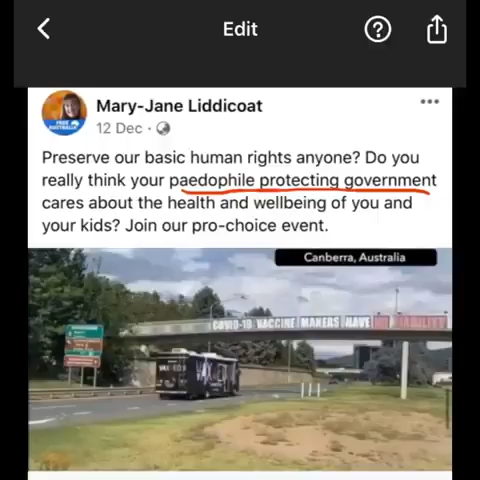 Edit
Mary-Jane Liddicoat
12 Dec
Preserve our basic human rights anyone? Do you
really think your paedophile protecting government
cares about the health and wellbeing of you and
your kids? Join our pro-choice event.
Canberra, Australia
COVID-19 VACCINE MAKERS HAVE